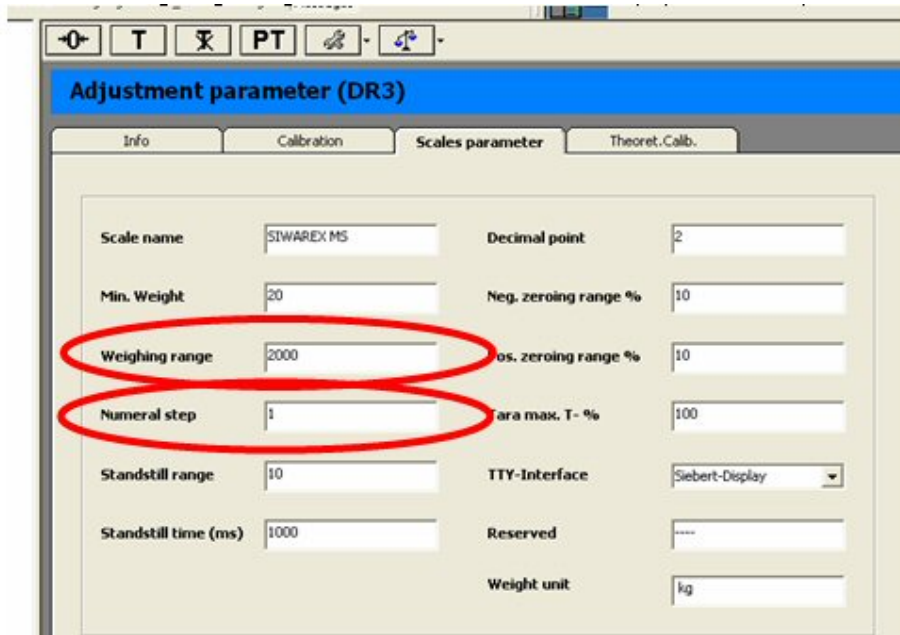 →0← T T PT
Adjustment parameter (DR3)
Info Calibration Scales parameter Theoret.Calib.
Scale name SIWAREX MS Decimal point 2
Min. Weight 20 Neg. zeroing range % 10
Weighing range 2000 os. zeroing range % 10
Numeral step 1 ara max. T- % 100
Standstill range 10 TTY-Interface Siebert-Display
Standstill time (ms) 1000 Reserved ----
Weight unit kg